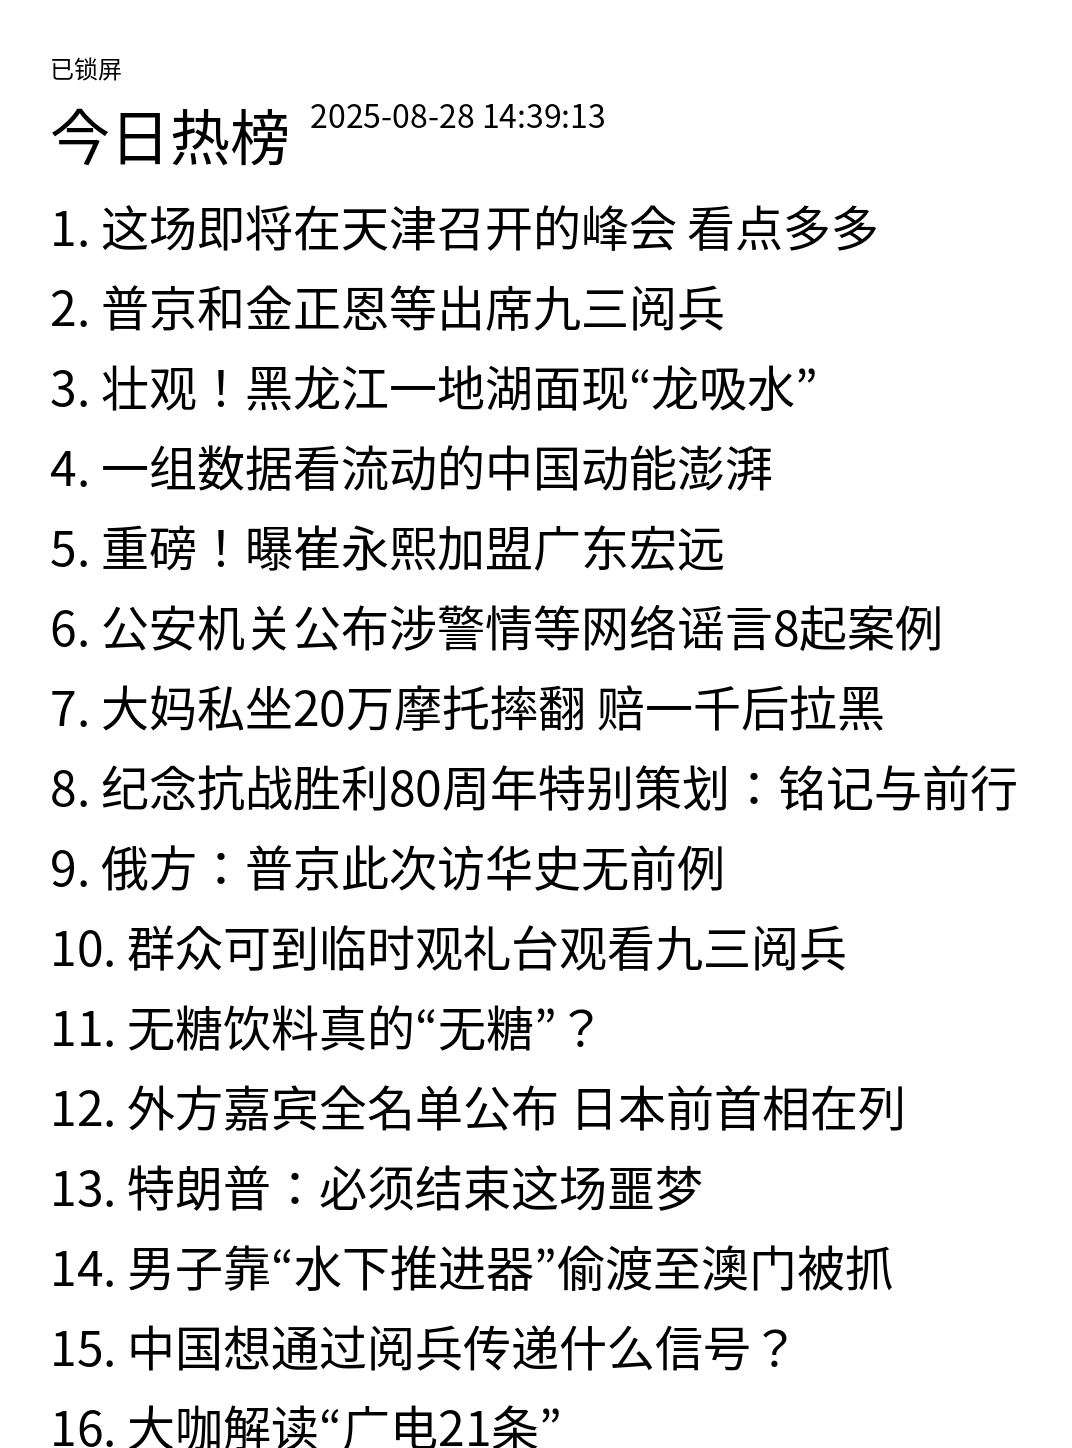 已锁屏
今日热榜 2025-08-28 14:39:13
1. 这场即将在天津召开的峰会 看点多多
2. 普京和金正恩等出席九三阅兵
3. 壮观！黑龙江一地湖面现“龙吸水”
4. 一组数据看流动的中国动能澎湃
5. 重磅！曝崔永熙加盟广东宏远
6. 公安机关公布涉警情等网络谣言8起案例
7. 大妈私坐20万摩托摔翻 赔一千后拉黑
8. 纪念抗战胜利80周年特别策划：铭记与前行
9. 俄方：普京此次访华史无前例
10. 群众可到临时观礼台观看九三阅兵
11. 无糖饮料真的“无糖”？
12. 外方嘉宾全名单公布 日本前首相在列
13. 特朗普：必须结束这场噩梦
14. 男子靠“水下推进器”偷渡至澳门被抓
15. 中国想通过阅兵传递什么信号？
16. 大咖解读“广电21条”